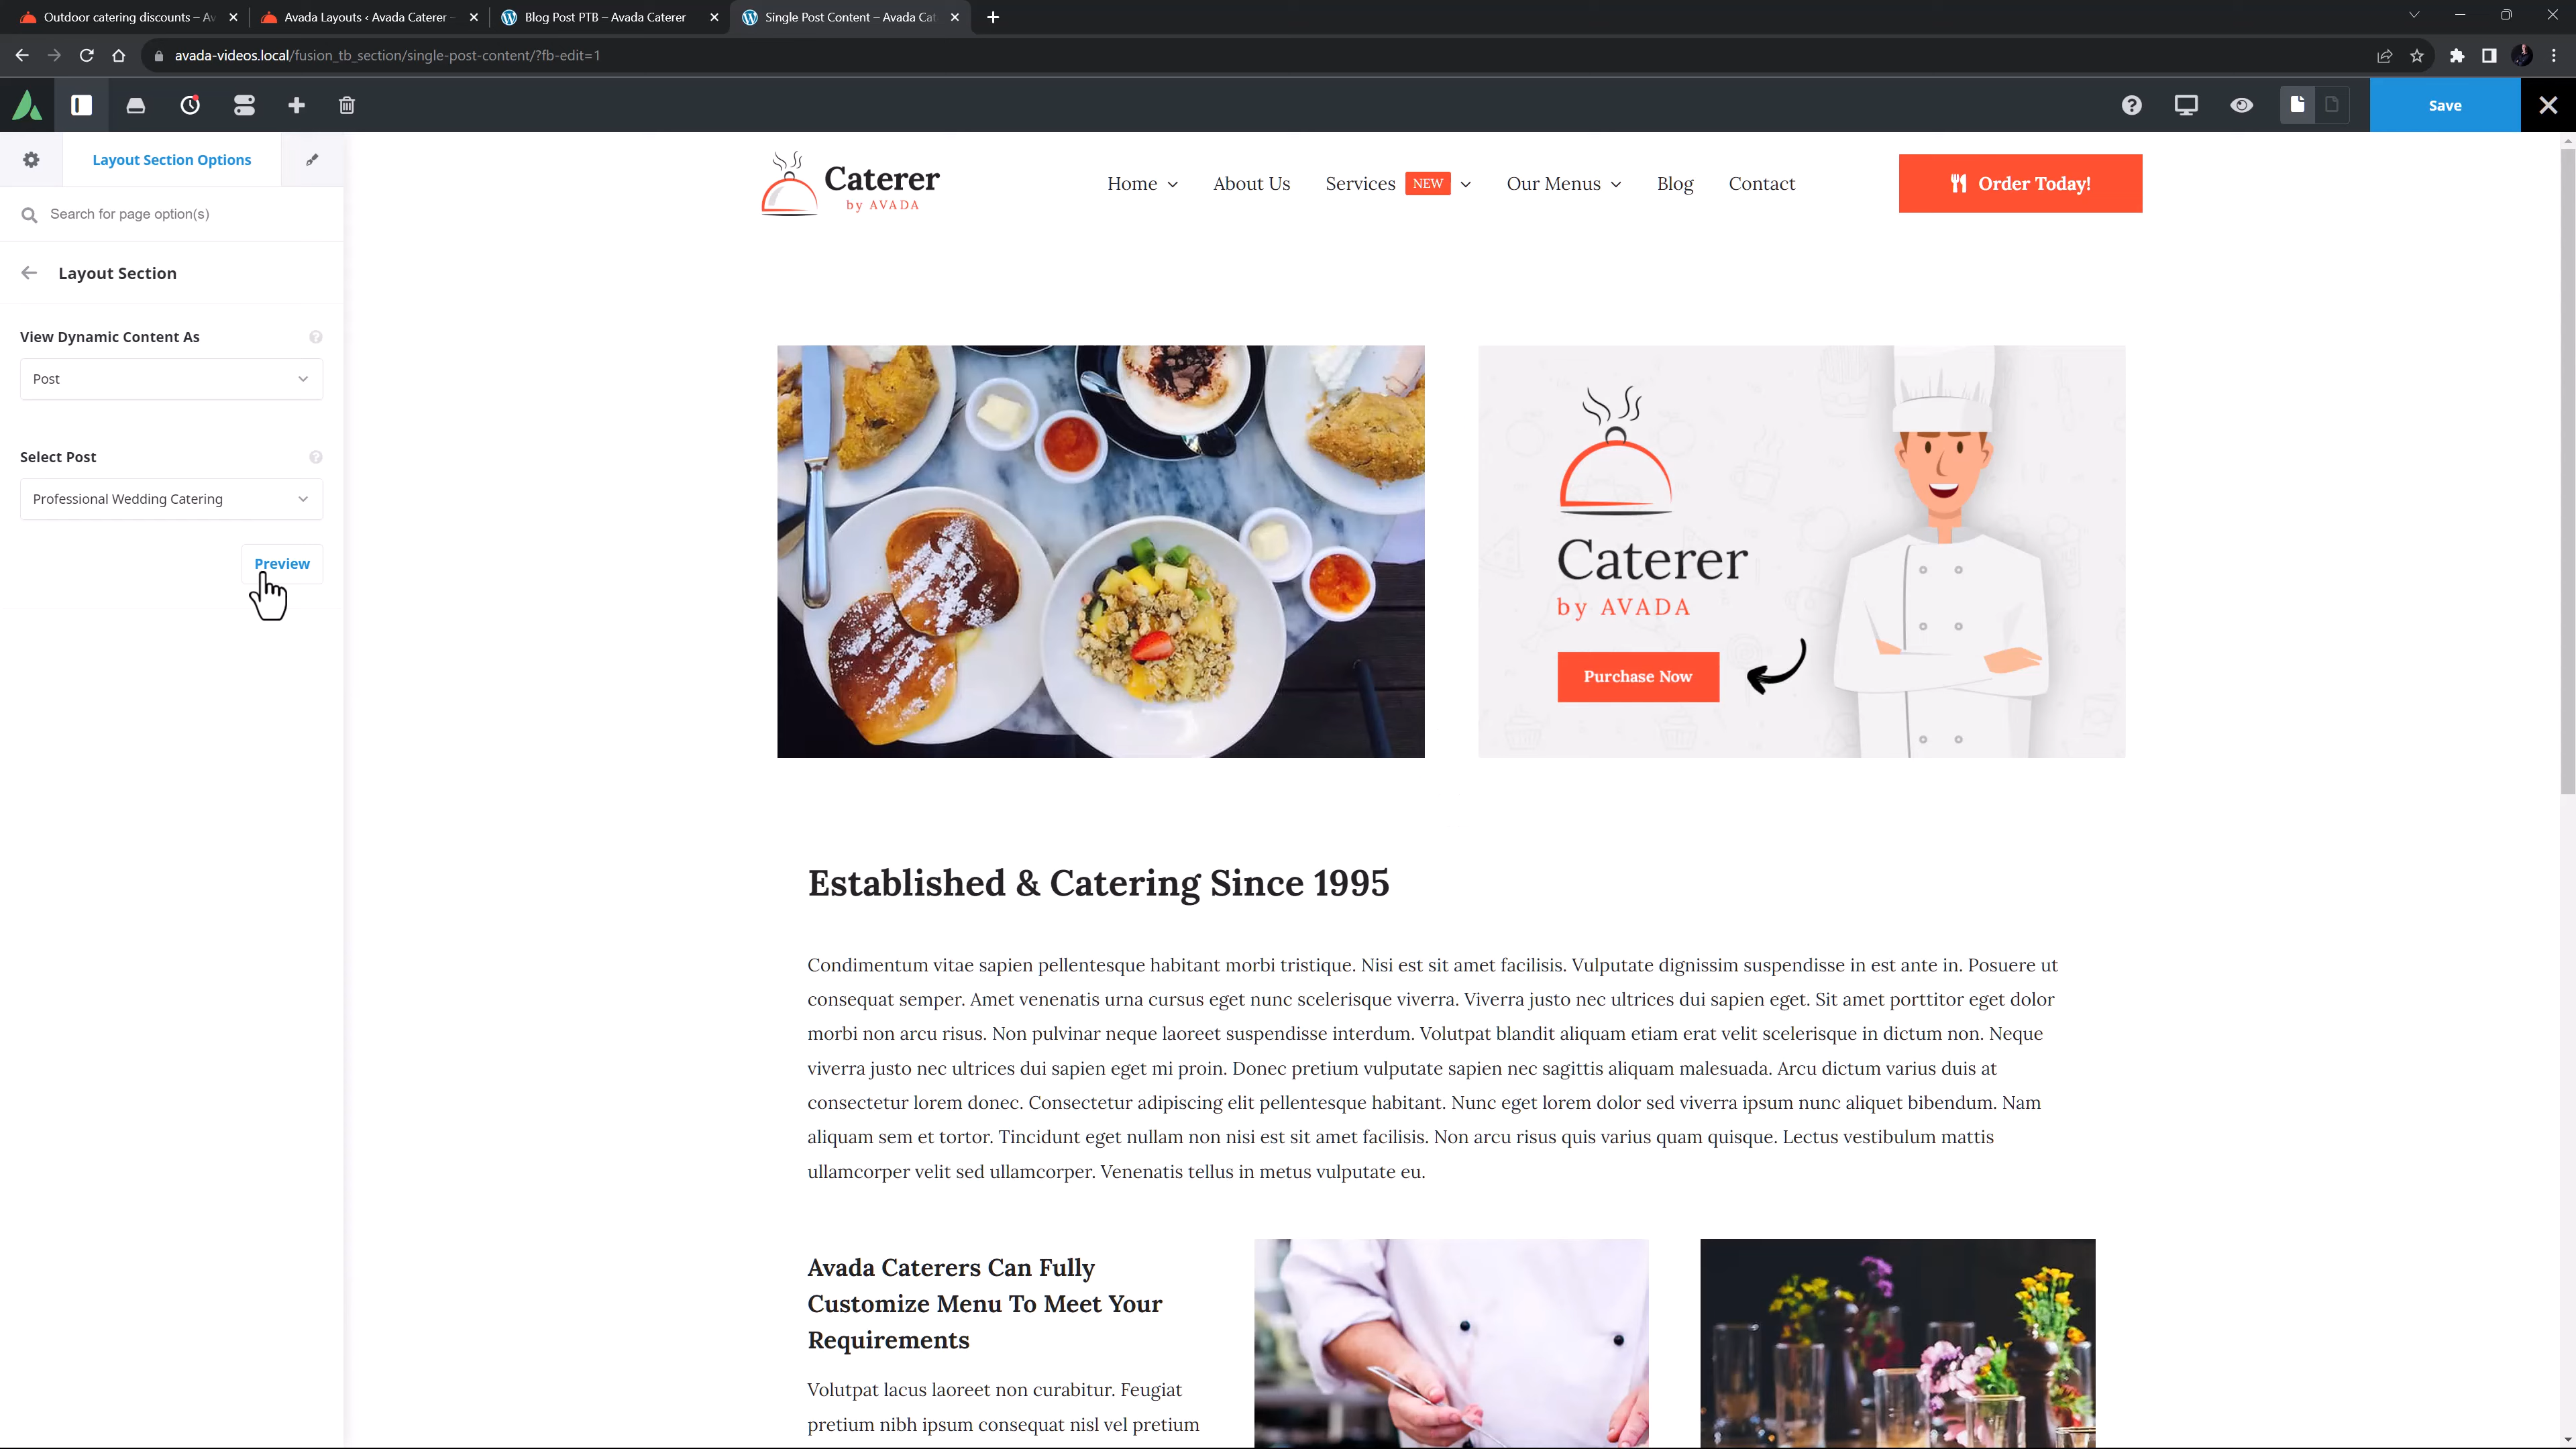 Outdoor catering discounts – Av
Avada Layouts ‹ Avada Caterer –
Blog Post PTB – Avada Caterer
Single Post Content – Avada Cat
avada-videos.local/fusion_tb_section/single-post-content/?fb-edit=1
Save
Layout Section Options
Search for page option(s)
Layout Section
View Dynamic Content As
Post
Select Post
Professional Wedding Catering
Preview
Caterer
by AVADA
Home
About Us
Services NEW
Our Menus
Blog
Contact
Order Today!
Caterer
by AVADA
Purchase Now
Established & Catering Since 1995
Condimentum vitae sapien pellentesque habitant morbi tristique. Nisi est sit amet facilisis. Vulputate dignissim suspendisse in est ante in. Posuere ut
consequat semper. Amet venenatis urna cursus eget nunc scelerisque viverra. Viverra justo nec ultrices dui sapien eget. Sit amet porttitor eget dolor
morbi non arcu risus. Non pulvinar neque laoreet suspendisse interdum. Volutpat blandit aliquam etiam erat velit scelerisque in dictum non. Neque
viverra justo nec ultrices dui sapien eget mi proin. Donec pretium vulputate sapien nec sagittis aliquam malesuada. Arcu dictum varius duis at
consectetur lorem donec. Consectetur adipiscing elit pellentesque habitant. Nunc eget lorem dolor sed viverra ipsum nunc aliquet bibendum. Nam
aliquam sem et tortor. Tincidunt eget nullam non nisi est sit amet facilisis. Non arcu risus quis varius quam quisque. Lectus vestibulum mattis
ullamcorper velit sed ullamcorper. Venenatis tellus in metus vulputate eu.
Avada Caterers Can Fully
Customize Menu To Meet Your
Requirements
Volutpat lacus laoreet non curabitur. Feugiat
pretium nibh ipsum consequat nisl vel pretium